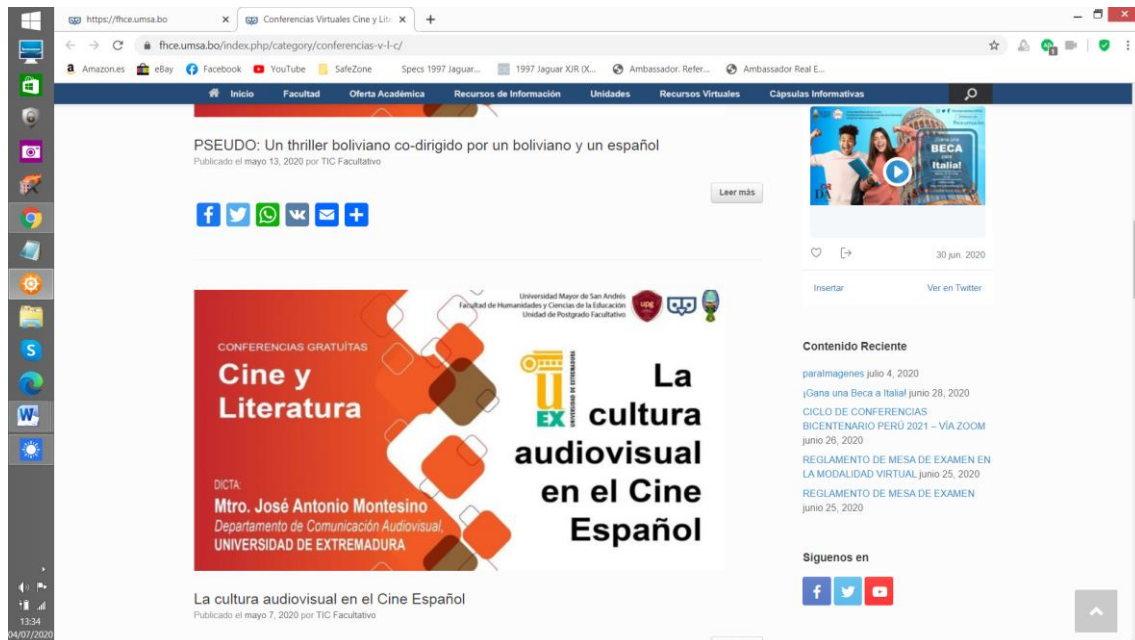 https://fhce.umsa.bo
Conferencias Virtuales Cine y Lite
fhce.umsa.bo/index.php/category/conferencias-v-l-c/
Amazon.es eBay Facebook YouTube SafeZone Specs 1997 Jaguar... 1997 Jaguar XJR (X... Ambassador. Refer... Ambassador Real E...
Inicio Facultad Oferta Académica Recursos de Información Unidades Recursos Virtuales Cápsulas Informativas
PSEUDO: Un thriller boliviano co-dirigido por un boliviano y un español
Publicado el mayo 13, 2020 por TIC Facultativo
Leer más
Universidad Mayor de San Andrés
Facultad de Humanidades y Ciencias de la Educación
Unidad de Postgrado Facultativo
upg
CONFERENCIAS GRATUÍTAS
Cine y
Literatura
UEX
UNIVERSIDAD DE EXTREMADURA
La
cultura
audiovisual
en el Cine
Español
DICTA:
Mtro. José Antonio Montesino
Departamento de Comunicación Audiovisual,
UNIVERSIDAD DE EXTREMADURA
La cultura audiovisual en el Cine Español
Publicado el mayo 7, 2020 por TIC Facultativo
BECA
Italia!
30 jun. 2020
Insertar Ver en Twitter
Contenido Reciente
paraImagenes julio 4, 2020
¡Gana una Beca a Italia! junio 28, 2020
CICLO DE CONFERENCIAS
BICENTENARIO PERÚ 2021 – VÍA ZOOM
junio 26, 2020
REGLAMENTO DE MESA DE EXAMEN EN
LA MODALIDAD VIRTUAL junio 25, 2020
REGLAMENTO DE MESA DE EXAMEN
junio 25, 2020
Síguenos en
13:34
04/07/2020